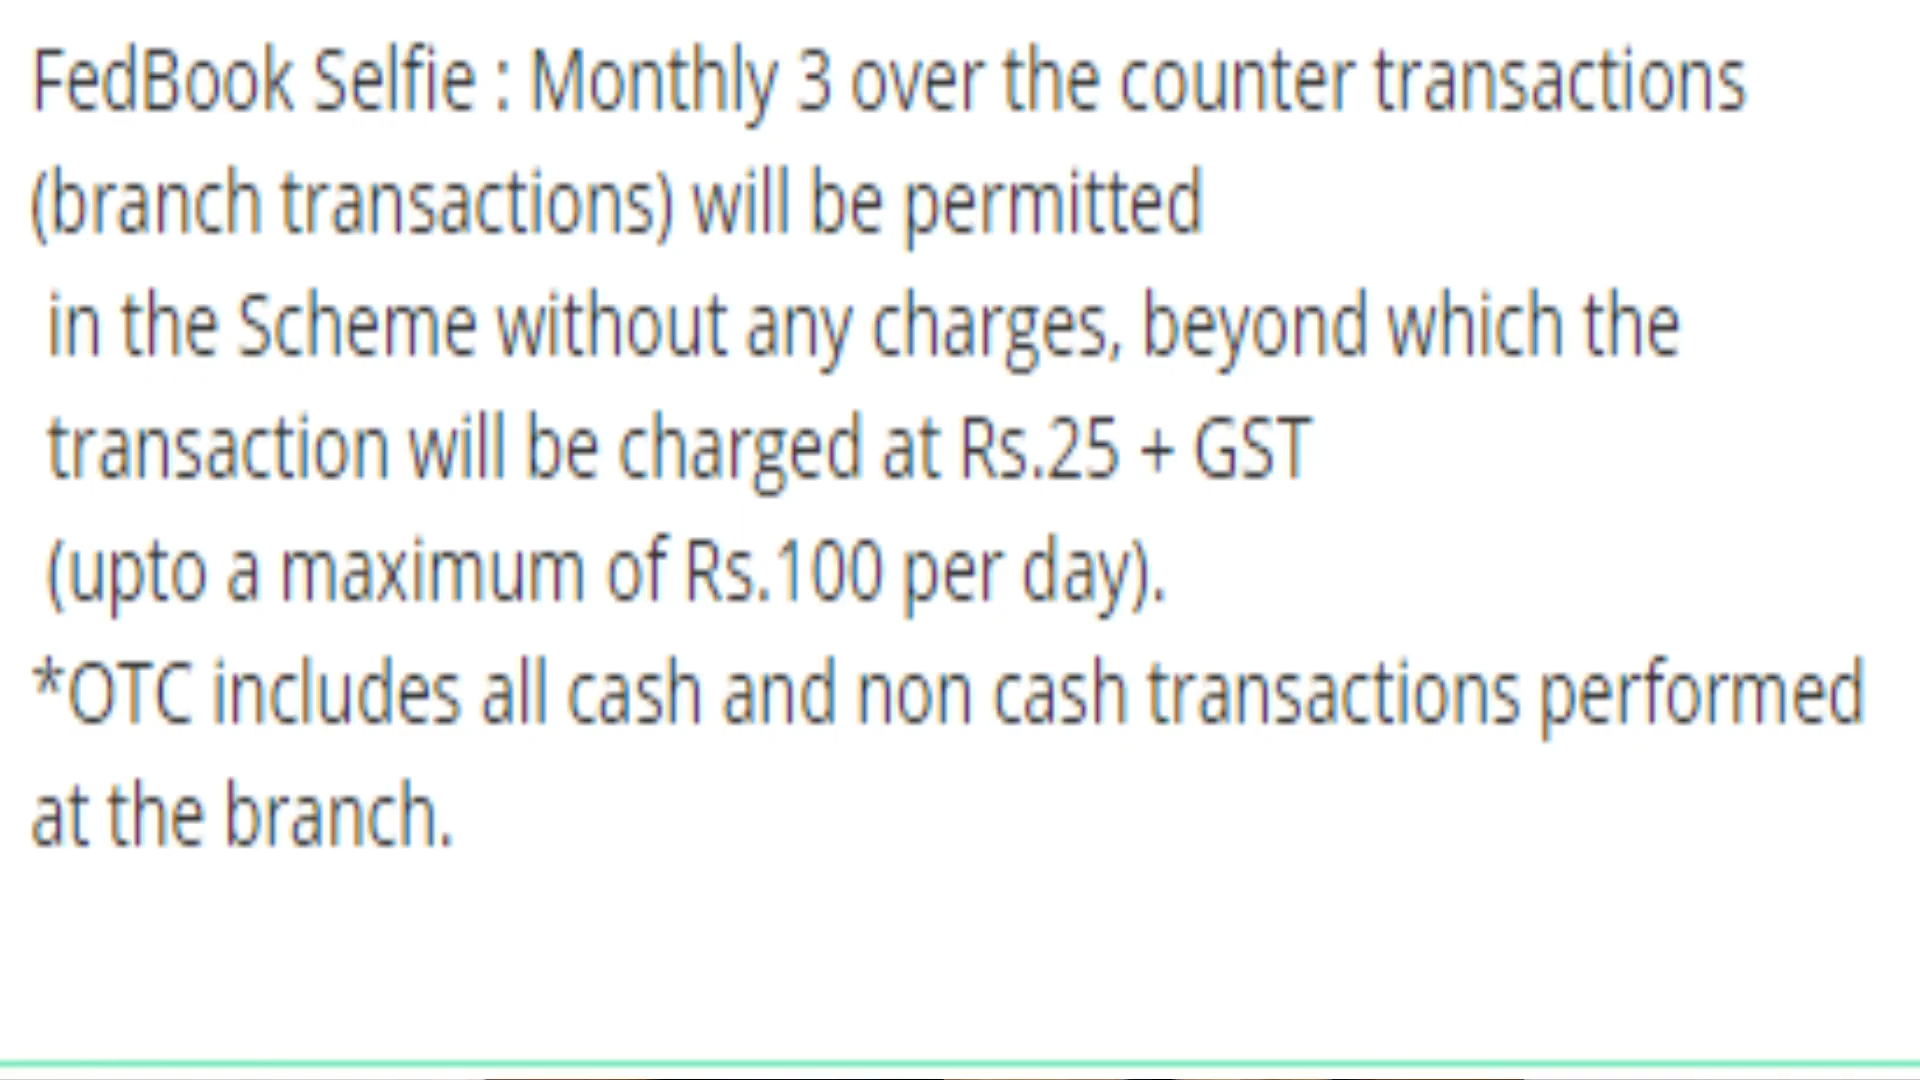 FedBook Selfie : Monthly 3 over the counter transactions
(branch transactions) will be permitted
in the Scheme without any charges, beyond which the
transaction will be charged at Rs.25 + GST
(upto a maximum of Rs.100 per day).
*OTC includes all cash and non cash transactions performed
at the branch.